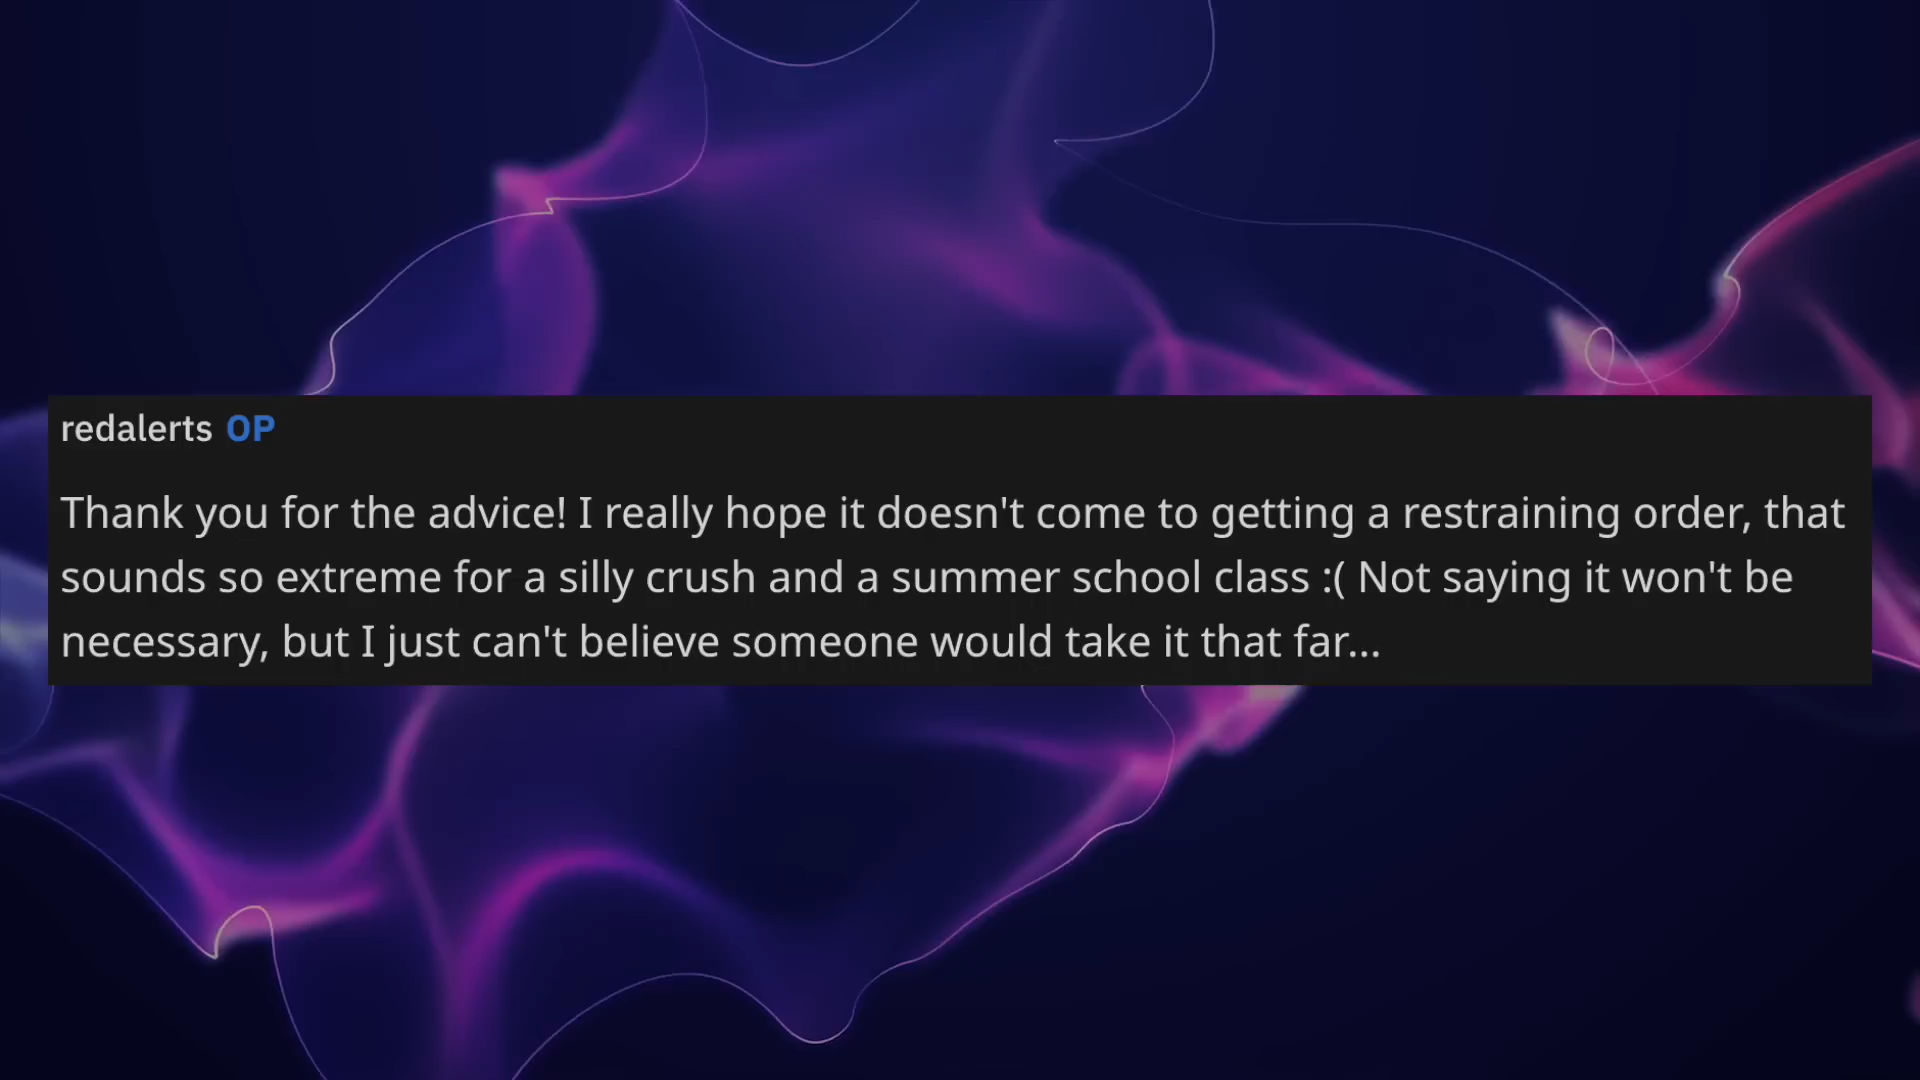 redalerts OP
Thank you for the advice! I really hope it doesn't come to getting a restraining order, that
sounds so extreme for a silly crush and a summer school class :( Not saying it won't be
necessary, but I just can't believe someone would take it that far...